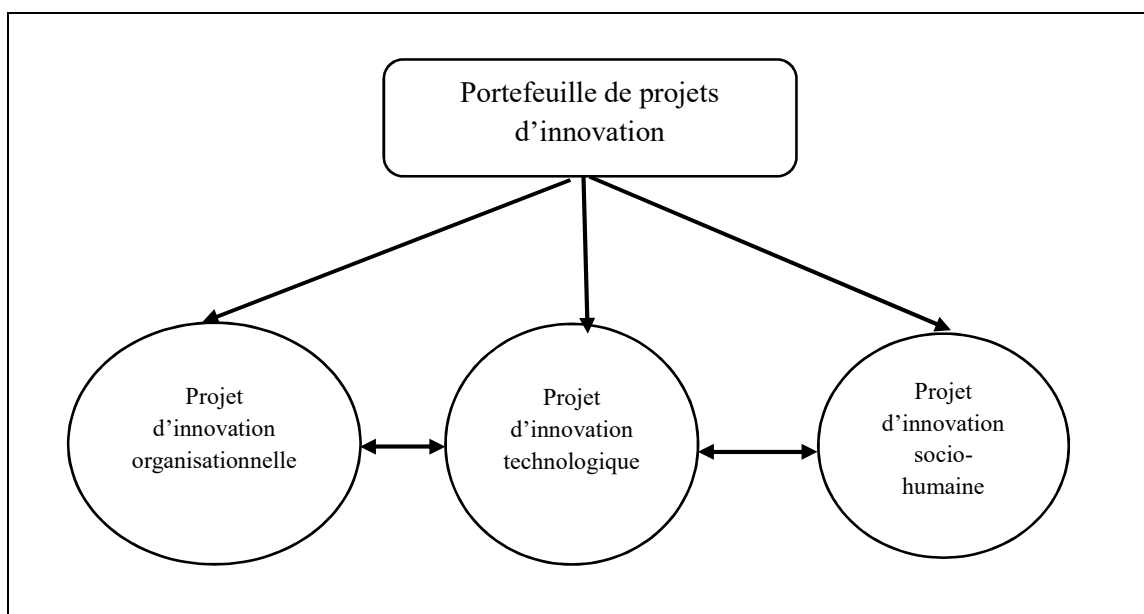 Portefeuille de projets
d’innovation
Projet
d’innovation
organisationnelle
Projet
d’innovation
technologique
Projet
d’innovation
socio-
humaine